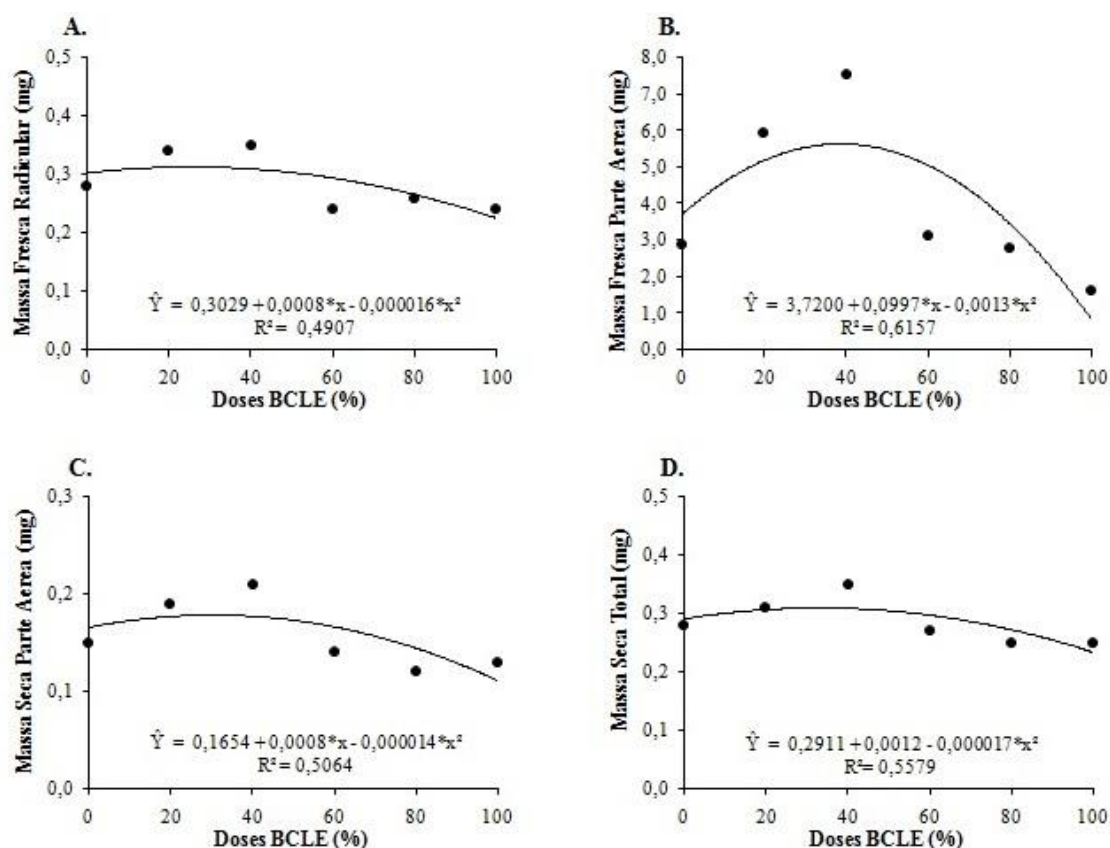 A.
Massa Fresca Radicular (mg)
0,5
0,4
0,3
0,2
0,1
0,0
Ŷ = 0,3029 + 0,0008*x - 0,000016*x²
R² = 0,4907
0 20 40 60 80 100
Doses BCLE (%)
B.
Massa Fresca Parte Aerea (mg)
8,0
7,0
6,0
5,0
4,0
3,0
2,0
1,0
0,0
Ŷ = 3,7200 + 0,0997*x - 0,0013*x²
R² = 0,6157
0 20 40 60 80 100
Doses BCLE (%)
C.
Massa Seca Parte Aerea (mg)
0,3
0,2
0,1
0,0
Ŷ = 0,1654 + 0,0008*x - 0,000014*x²
R² = 0,5064
0 20 40 60 80 100
Doses BCLE (%)
D.
Massa Seca Total (mg)
0,5
0,4
0,3
0,2
0,1
0,0
Ŷ = 0,2911 + 0,0012 - 0,000017*x²
R² = 0,5579
0 20 40 60 80 100
Doses BCLE (%)